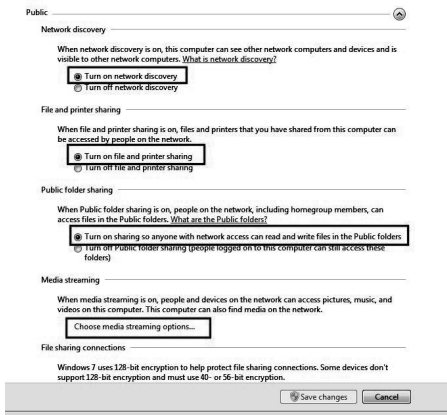 Public
Network discovery
When network discovery is on, this computer can see other network computers and devices and is
visible to other network computers. What is network discovery?
Turn on network discovery
Turn off network discovery
File and printer sharing
When file and printer sharing is on, files and printers that you have shared from this computer can
be accessed by people on the network.
Turn on file and printer sharing
Turn off file and printer sharing
Public folder sharing
When Public folder sharing is on, people on the network, including homegroup members, can
access files in the Public folders. What are the Public folders?
Turn on sharing so anyone with network access can read and write files in the Public folders
Turn off Public folder sharing (people logged on to this computer can still access these
folders)
Media streaming
When media streaming is on, people and devices on the network can access pictures, music, and
videos on this computer. This computer can also find media on the network.
Choose media streaming options...
File sharing connections
Windows 7 uses 128-bit encryption to help protect file sharing connections. Some devices don't
support 128-bit encryption and must use 40- or 56-bit encryption.
Save changes Cancel